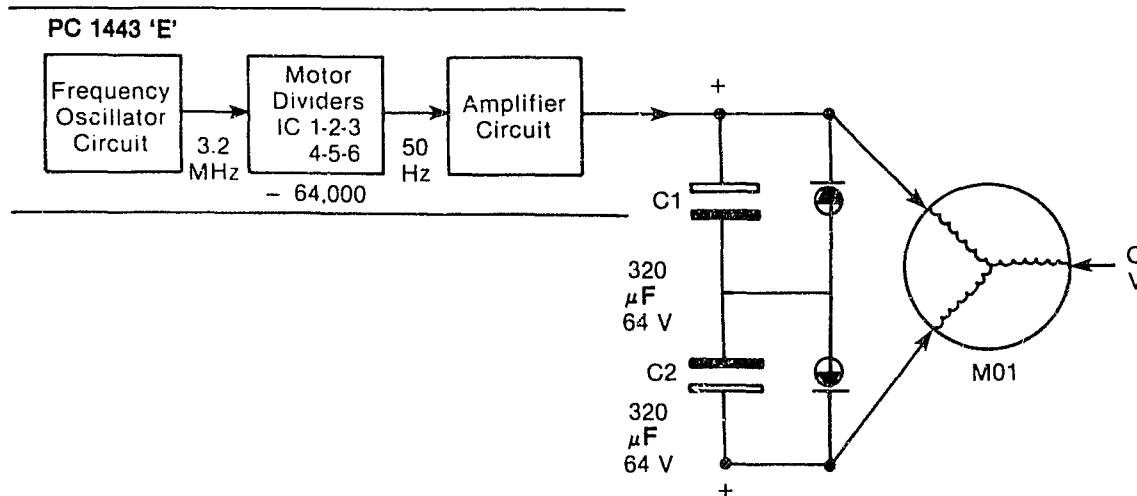 PC 1443 'E'
Frequency
Oscillator
Circuit
3.2
MHz
Motor
Dividers
IC 1-2-3
4-5-6
– 64,000
50
Hz
Amplifier
Circuit
+
C1
320
μF
64 V
C2
320
μF
64 V
+
M01